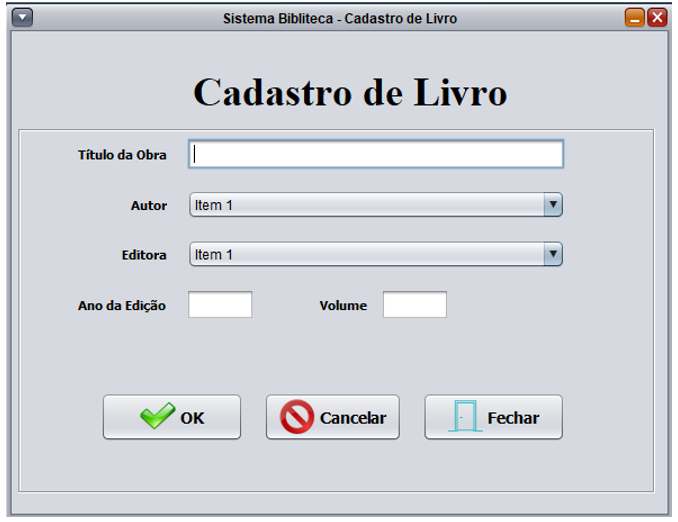 Sistema Bibliteca - Cadastro de Livro
Cadastro de Livro
Título da Obra
Autor Item 1
Editora Item 1
Ano da Edição Volume
OK Cancelar Fechar